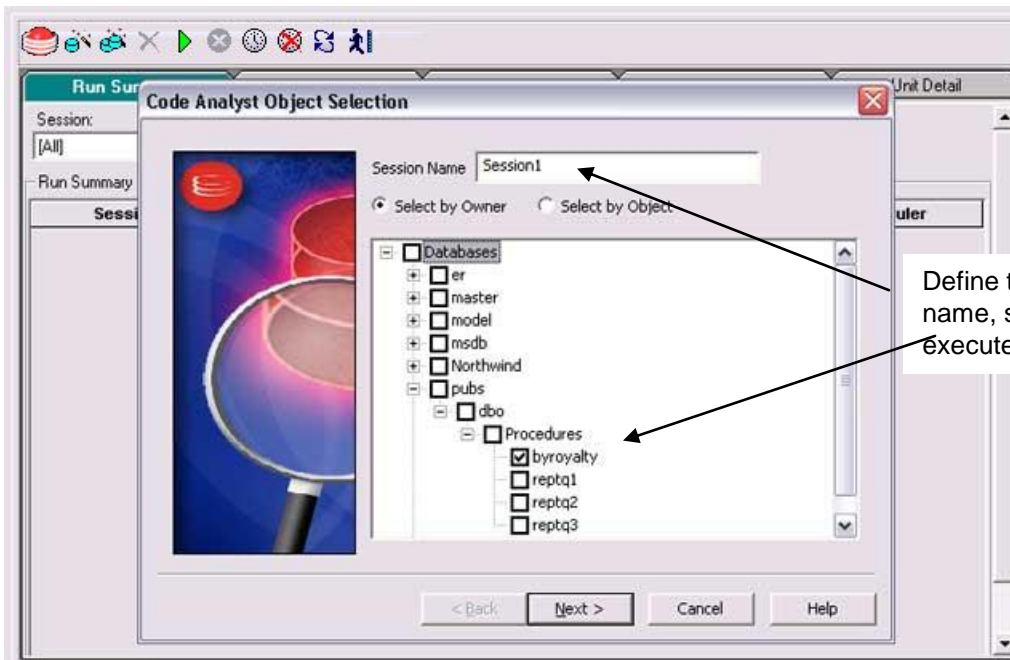 Run Sum
Unit Detail
Code Analyst Object Selection
Session:
[All]
Run Summary
Sessi
uler
Session Name Session1
Select by Owner Select by Object
Databases
er
master
model
msdb
Northwind
pubs
dbo
Procedures
byroyalty
reptq1
reptq2
reptq3
Define t
name, s
execute
< Back Next > Cancel Help